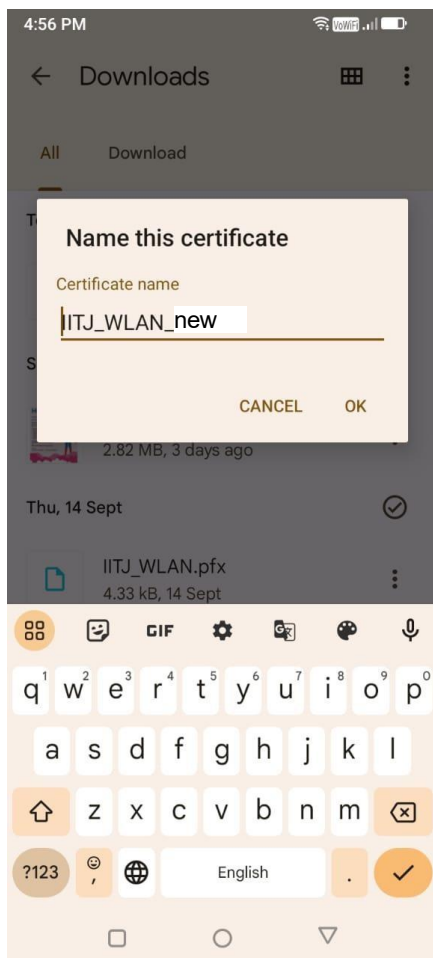 4:56 PM VoWiFi
Downloads
All Download
Name this certificate
Certificate name
IITJ_WLAN_new
CANCEL OK
2.82 MB, 3 days ago
Thu, 14 Sept
IITJ_WLAN.pfx
4.33 kB, 14 Sept
GIF
q1 w2 e3 r4 t5 y6 u7 i8 o9 p0
a s d f g h j k l
z x c v b n m
?123 , English .